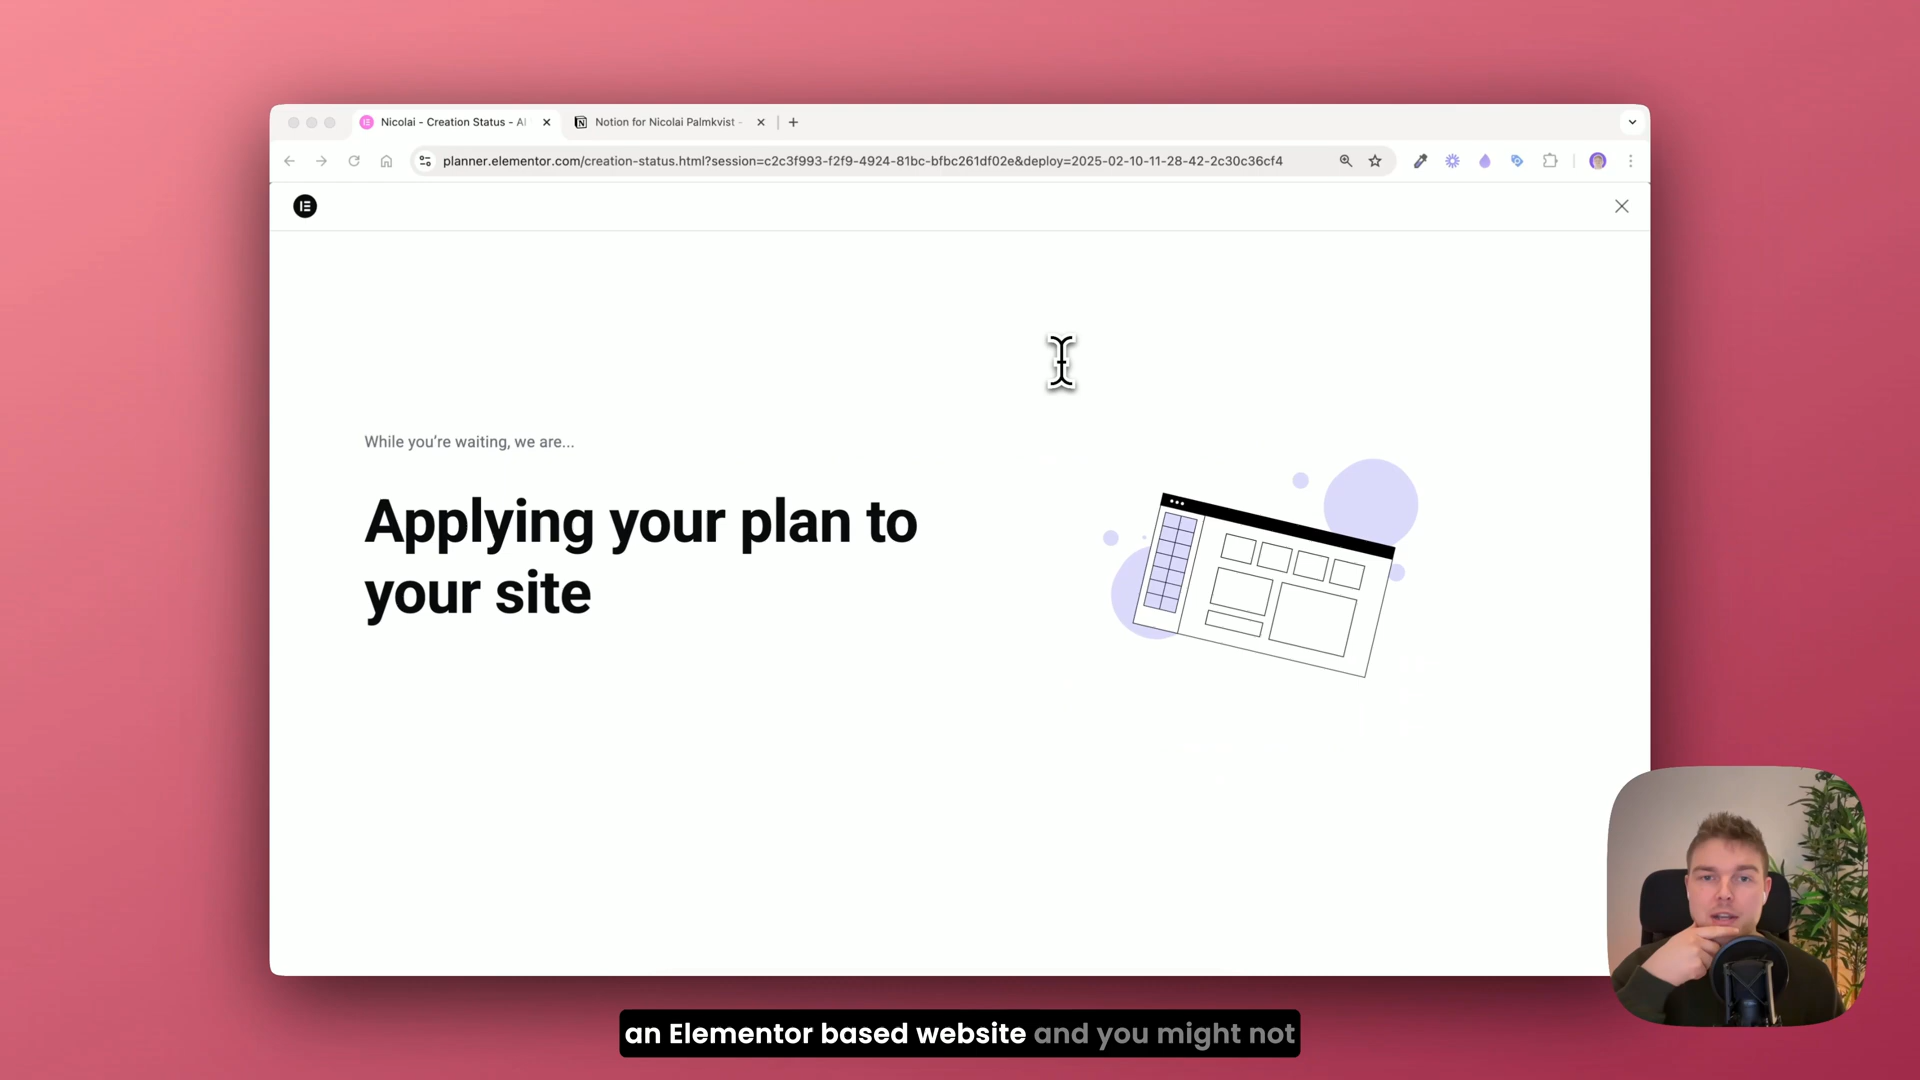 Nicolai - Creation Status - AI
Notion for Nicolai Palmkvist -
planner.elementor.com/creation-status.html?session=c2c3f993-f2f9-4924-81bc-bfbc261df02e&deploy=2025-02-10-11-28-42-2c30c36cf4
While you’re waiting, we are...
Applying your plan to
your site
an Elementor based website and you might not